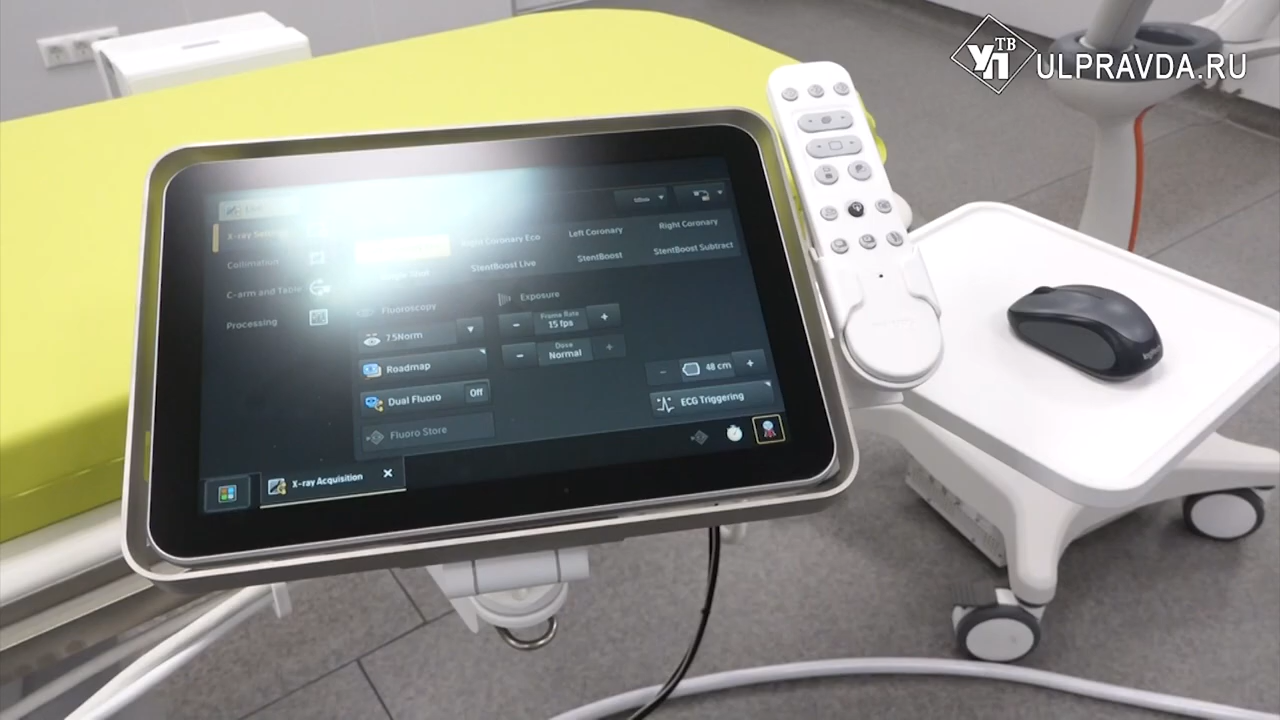 УП ТВ
ULPRAVDA.RU
X-ray Settings
Collimation
C-arm and Table
Processing
Right Coronary Eco
Left Coronary
Right Coronary
StentBoost Live
StentBoost
StentBoost Subtract
Fluoroscopy
Exposure
7.5Norm
Frame Rate
15 fps
Dose
Normal
Roadmap
48 cm
Dual Fluoro
Off
ECG Triggering
Fluoro Store
X-ray Acquisition
logitech